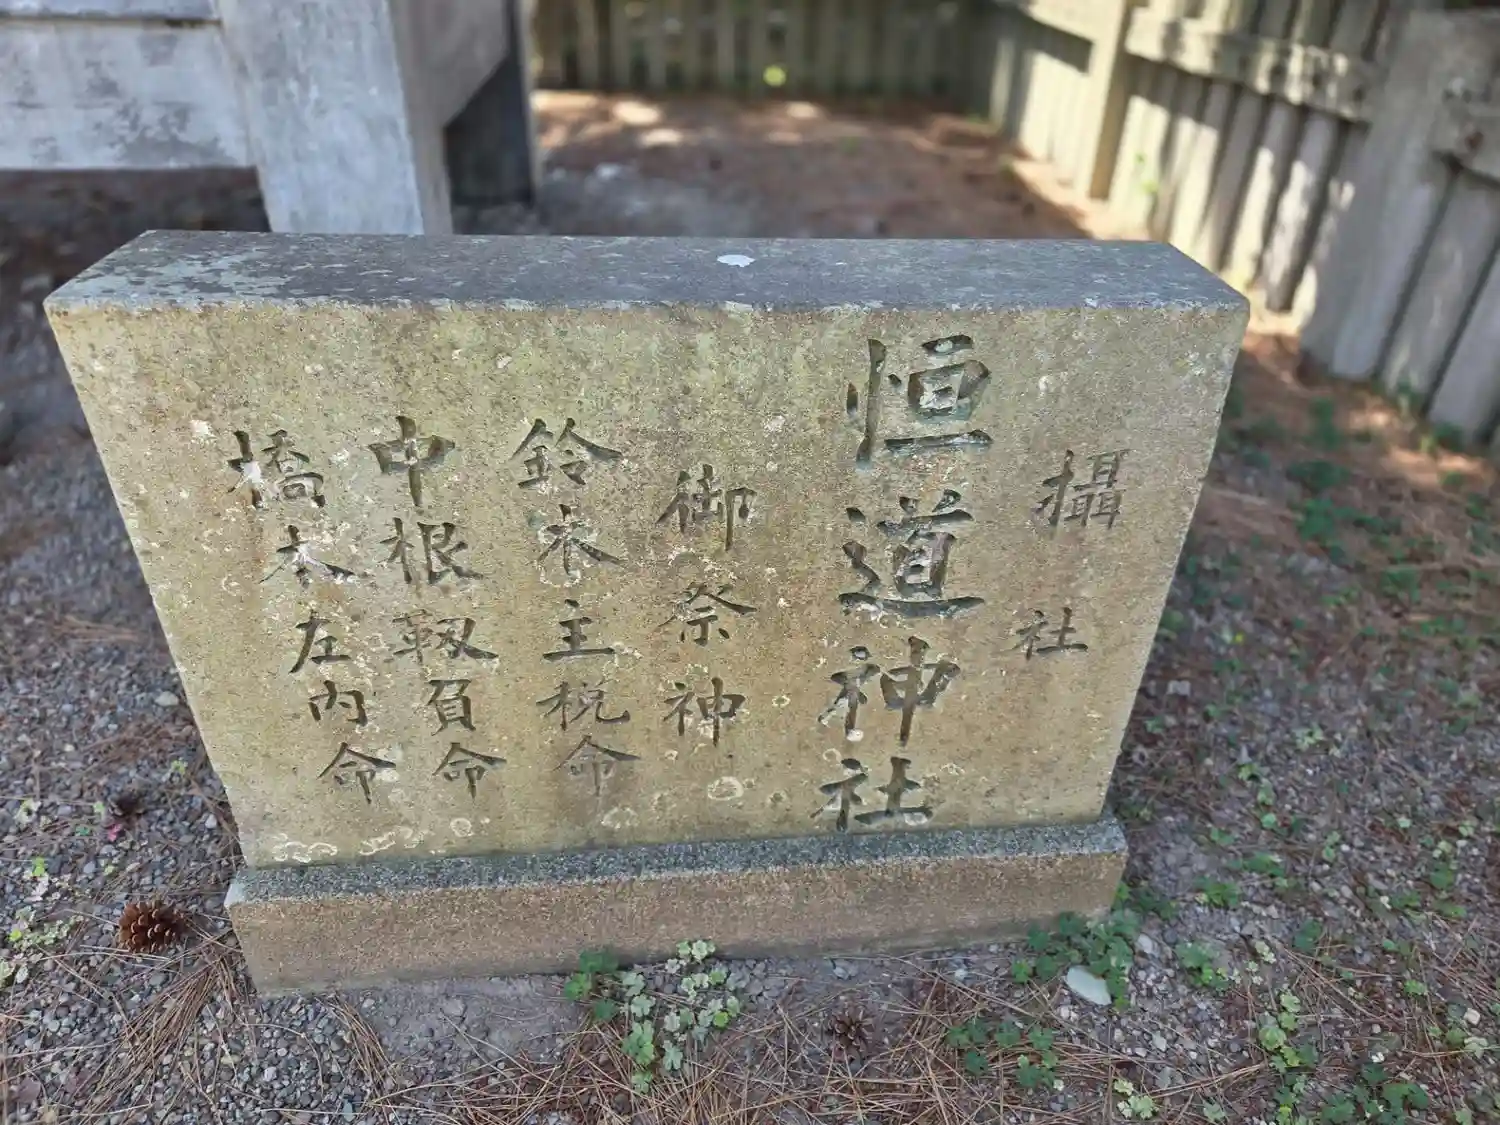 攝社
恒道神社
御祭神
鈴木主税命
中根靱負命
橋本左内命